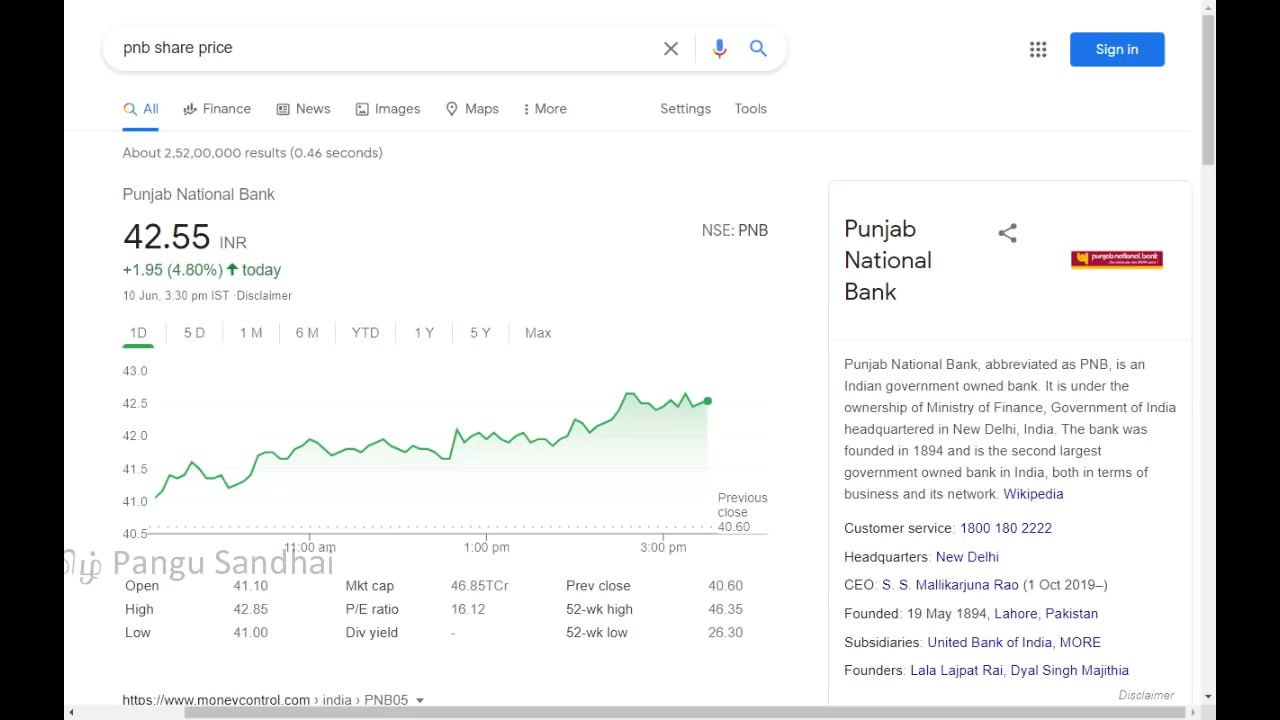 pnb share price
Sign in
All Finance News Images Maps More Settings Tools
About 2,52,00,000 results (0.46 seconds)
Punjab National Bank
42.55 INR
NSE: PNB
+1.95 (4.80%) today
10 Jun, 3:30 pm IST ·Disclaimer
1D 5 D 1 M 6 M YTD 1 Y 5 Y Max
43.0
42.5
42.0
41.5
41.0
40.5
Previous
close
40.60
11:00 am 1:00 pm 3:00 pm
Pangu Sandhai
Open 41.10 Mkt cap 46.85TCr Prev close 40.60
High 42.85 P/E ratio 16.12 52-wk high 46.35
Low 41.00 Div yield - 52-wk low 26.30
https://www.moneycontrol.com › india › PNB05
Punjab
National
Bank
punjab national bank
Punjab National Bank, abbreviated as PNB, is an
Indian government owned bank. It is under the
ownership of Ministry of Finance, Government of India
headquartered in New Delhi, India. The bank was
founded in 1894 and is the second largest
government owned bank in India, both in terms of
business and its network. Wikipedia
Customer service: 1800 180 2222
Headquarters: New Delhi
CEO: S. S. Mallikarjuna Rao (1 Oct 2019–)
Founded: 19 May 1894, Lahore, Pakistan
Subsidiaries: United Bank of India, MORE
Founders: Lala Lajpat Rai, Dyal Singh Majithia
Disclaimer